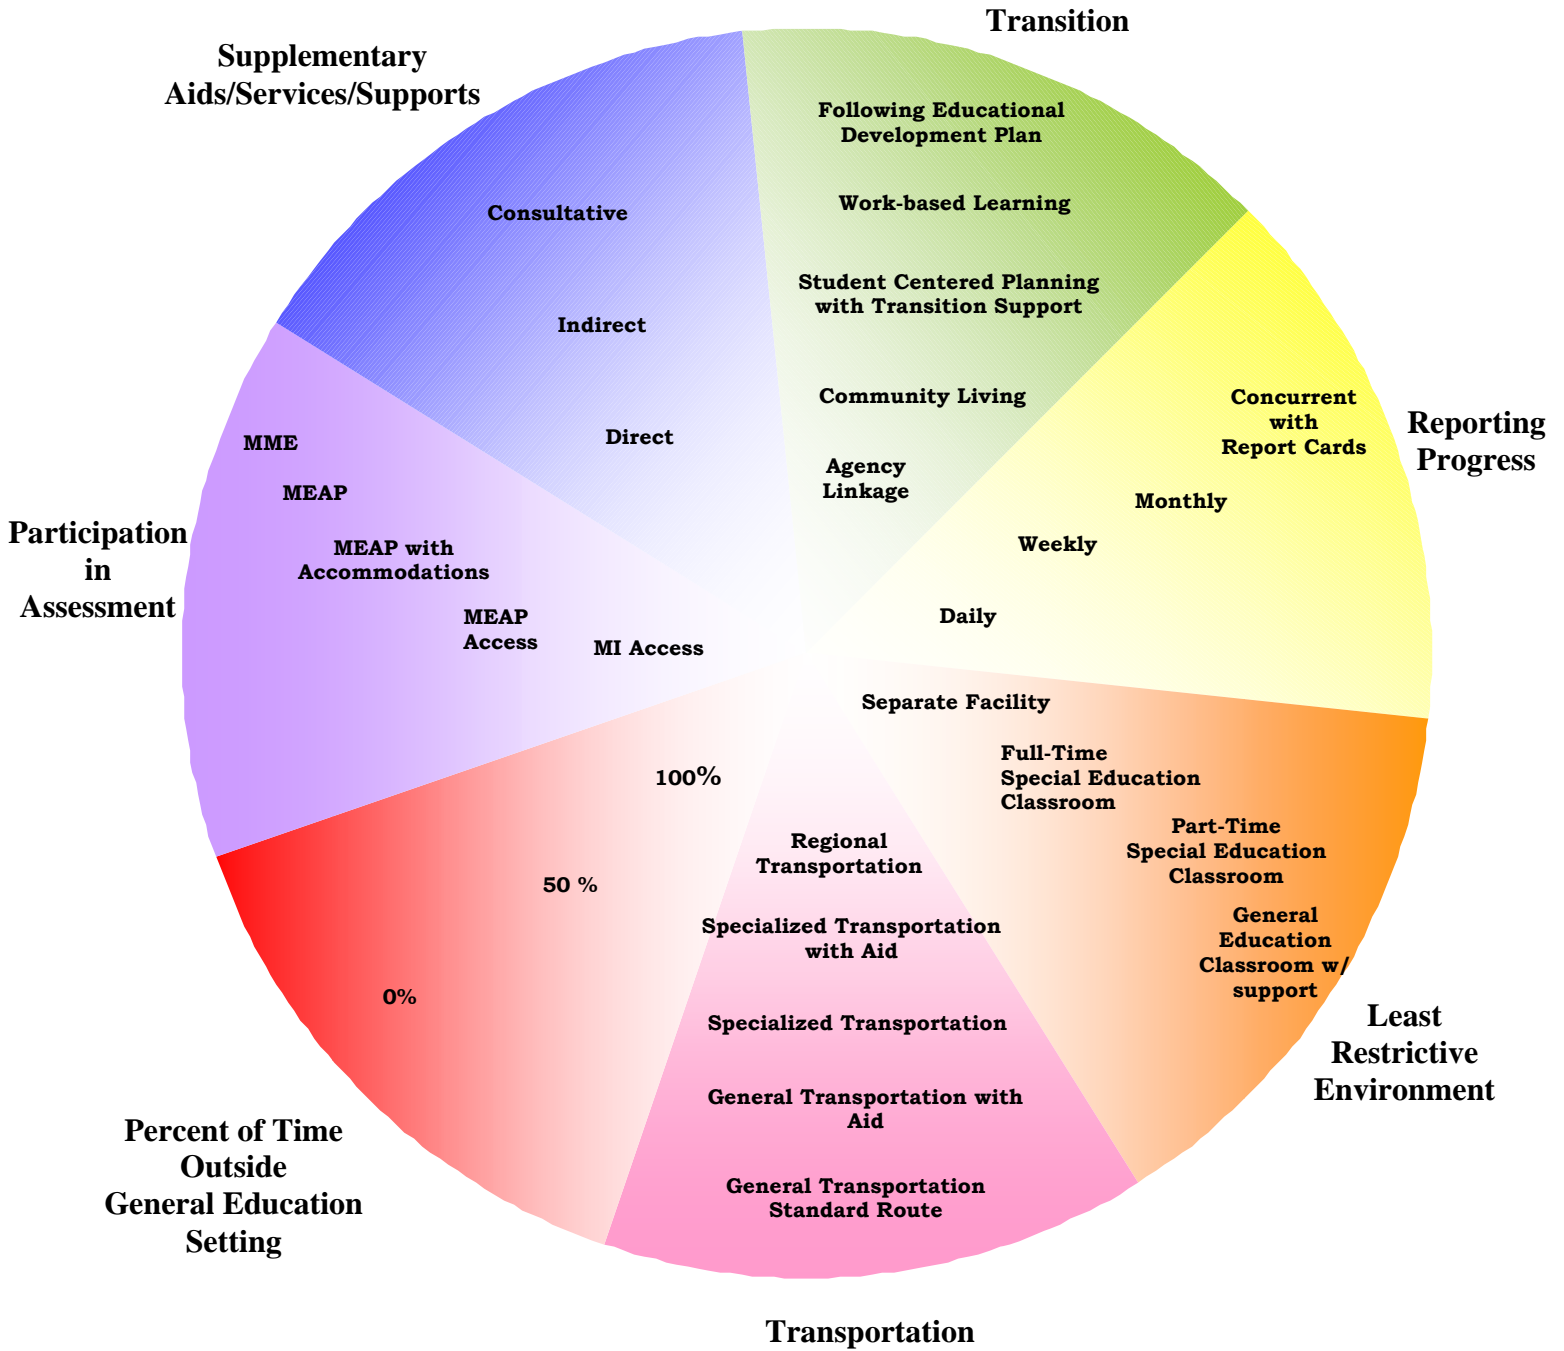 Transition
Following Educational
Development Plan
Work-based Learning
Student Centered Planning
with Transition Support
Community Living
Agency
Linkage
Reporting
Progress
Concurrent
with
Report Cards
Monthly
Weekly
Daily
Least
Restrictive
Environment
Separate Facility
Full-Time
Special Education
Classroom
Part-Time
Special Education
Classroom
General
Education
Classroom w/
support
Transportation
Regional
Transportation
Specialized Transportation
with Aid
Specialized Transportation
General Transportation with
Aid
General Transportation
Standard Route
Percent of Time
Outside
General Education
Setting
100%
50 %
0%
Participation
in
Assessment
MME
MEAP
MEAP with
Accommodations
MEAP
Access
MI Access
Supplementary
Aids/Services/Supports
Consultative
Indirect
Direct